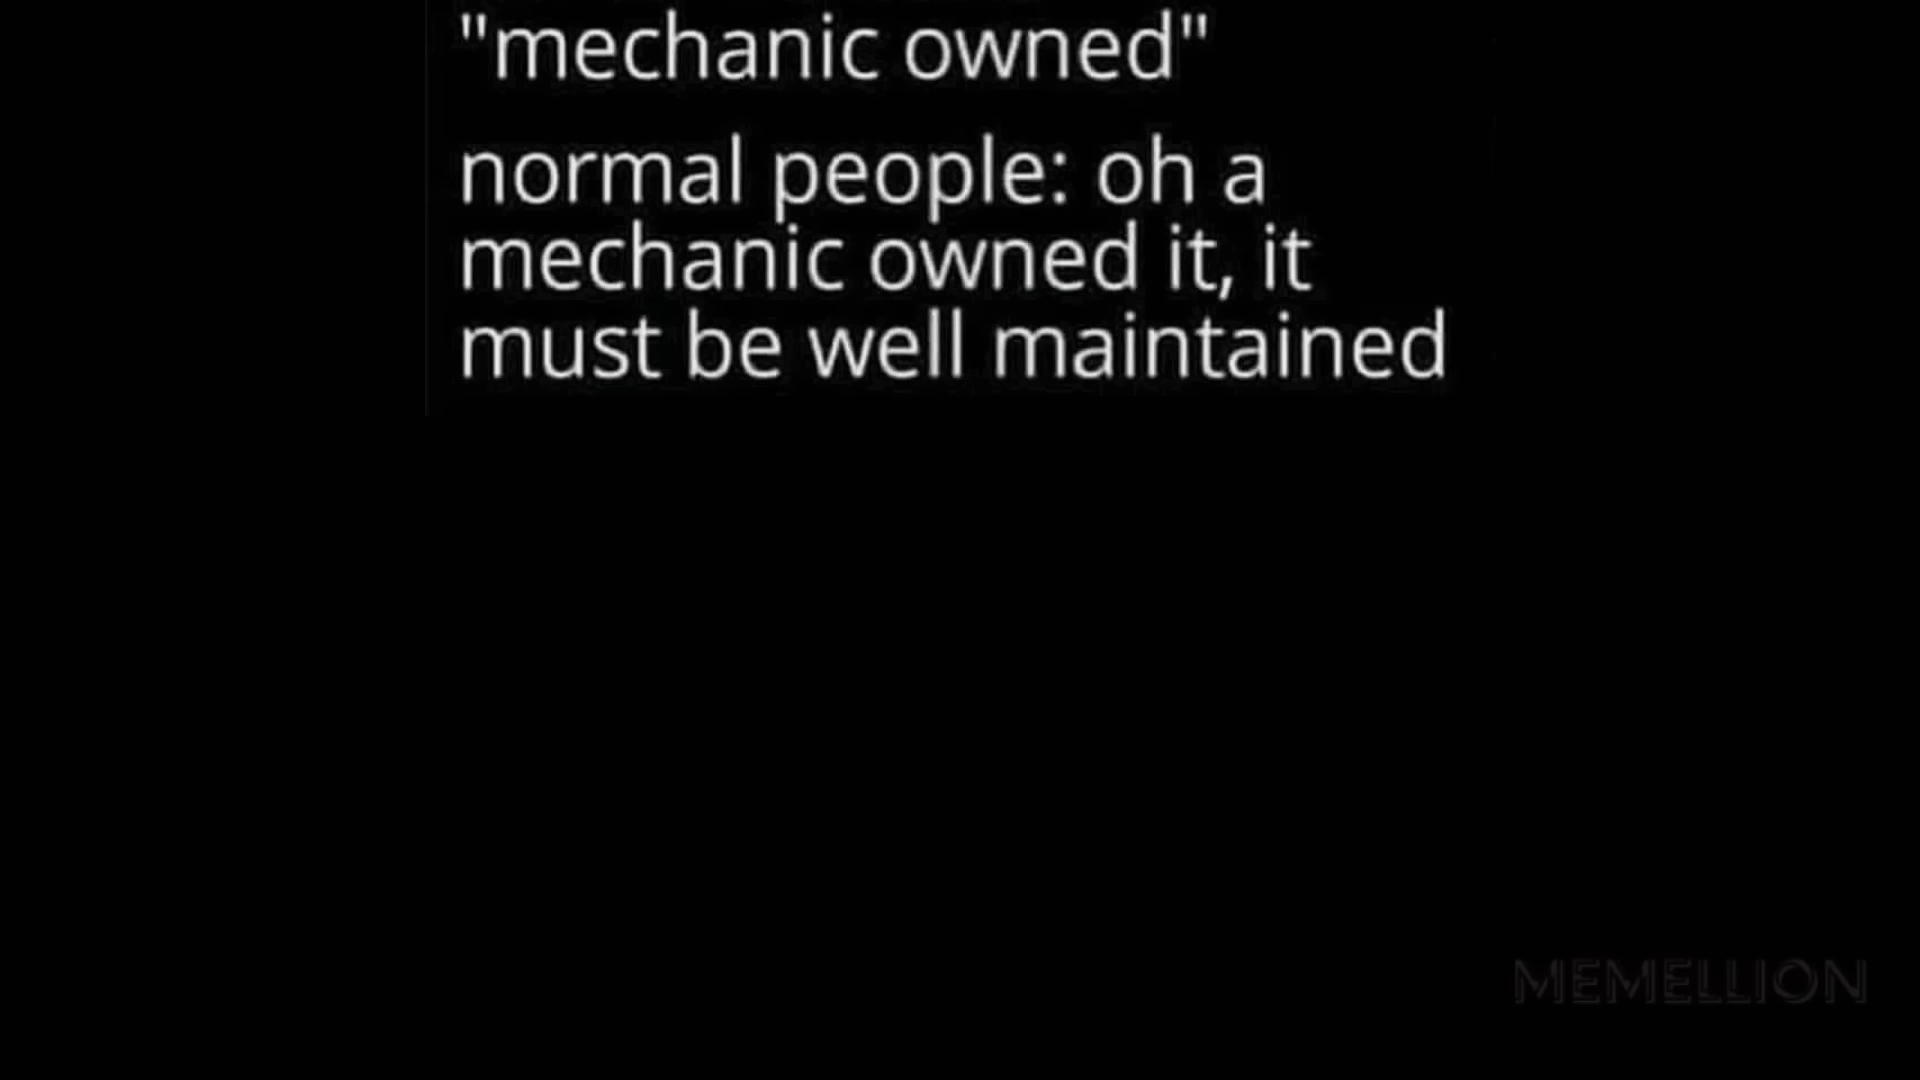 "mechanic owned"
normal people: oh a
mechanic owned it, it
must be well maintained
MEMELLION